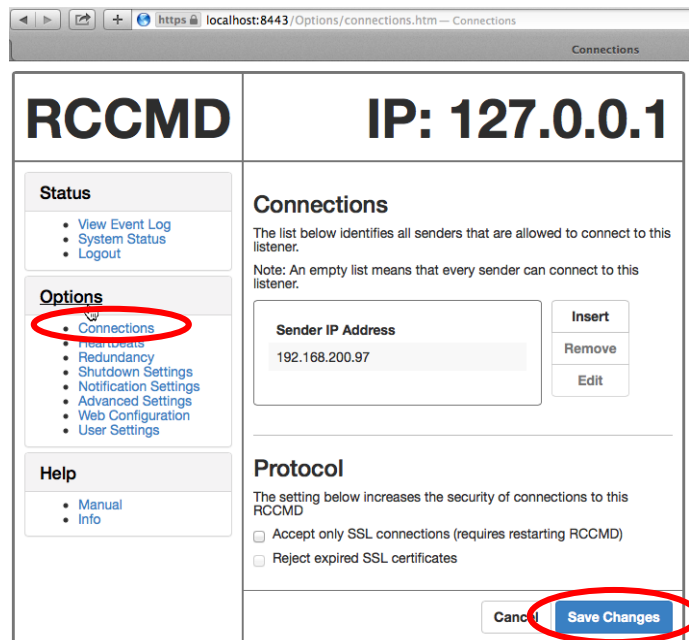 https localhost:8443/Options/connections.htm — Connections
Connections
RCCMD
IP: 127.0.0.1
Status
View Event Log
System Status
Logout
Options
Connections
Heartbeats
Redundancy
Shutdown Settings
Notification Settings
Advanced Settings
Web Configuration
User Settings
Help
Manual
Info
Connections
The list below identifies all senders that are allowed to connect to this
listener.
Note: An empty list means that every sender can connect to this
listener.
Sender IP Address
192.168.200.97
Insert
Remove
Edit
Protocol
The setting below increases the security of connections to this
RCCMD
Accept only SSL connections (requires restarting RCCMD)
Reject expired SSL certificates
Cancel
Save Changes